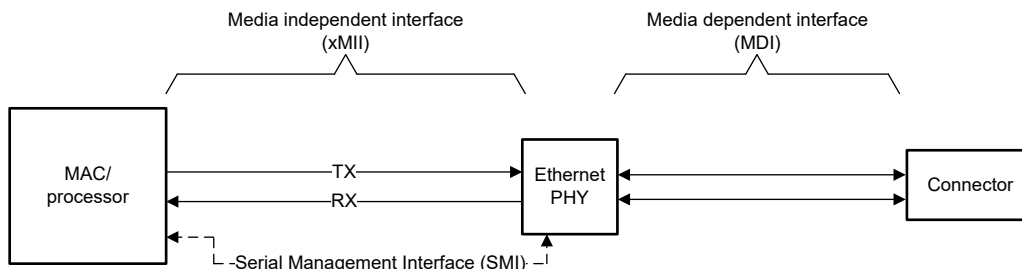 Media independent interface
(xMII)
Media dependent interface
(MDI)
MAC/
processor
TX
RX
Ethernet
PHY
Connector
Serial Management Interface (SMI)